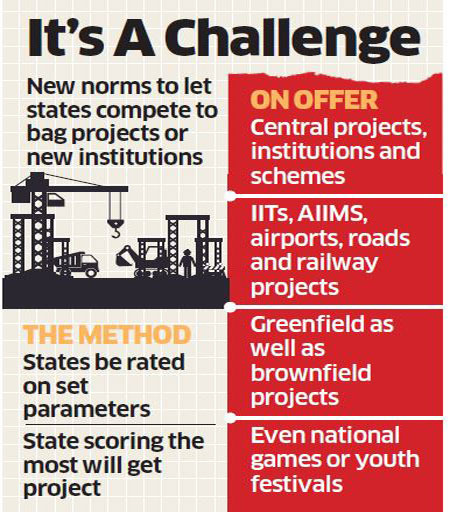 It's A Challenge
New norms to let
states compete to
bag projects or
new institutions
THE METHOD
States be rated
on set
parameters
State scoring the
most will get
project
ON OFFER
Central projects,
institutions and
schemes
IITs, AIIMS,
airports, roads
and railway
projects
Greenfield as
well as
brownfield
projects
Even national
games or youth
festivals